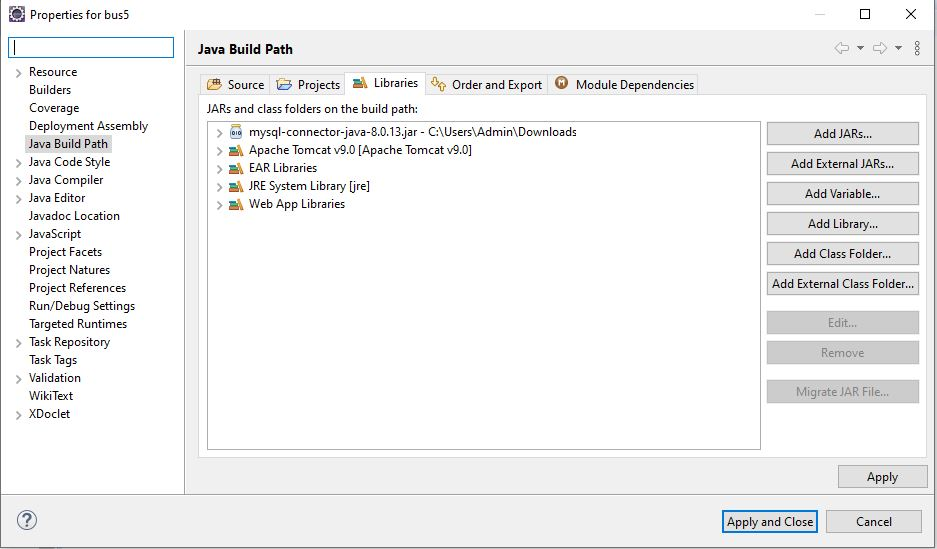 Properties for bus5
Java Build Path
Resource
Builders
Coverage
Deployment Assembly
Java Build Path
Java Code Style
Java Compiler
Java Editor
Javadoc Location
JavaScript
Project Facets
Project Natures
Project References
Run/Debug Settings
Targeted Runtimes
Task Repository
Task Tags
Validation
WikiText
XDoclet
Source
Projects
Libraries
Order and Export
Module Dependencies
JARs and class folders on the build path:
mysql-connector-java-8.0.13.jar - C:\Users\Admin\Downloads
Apache Tomcat v9.0 [Apache Tomcat v9.0]
EAR Libraries
JRE System Library [jre]
Web App Libraries
Add JARs...
Add External JARs...
Add Variable...
Add Library...
Add Class Folder...
Add External Class Folder...
Edit...
Remove
Migrate JAR File...
Apply
Apply and Close
Cancel